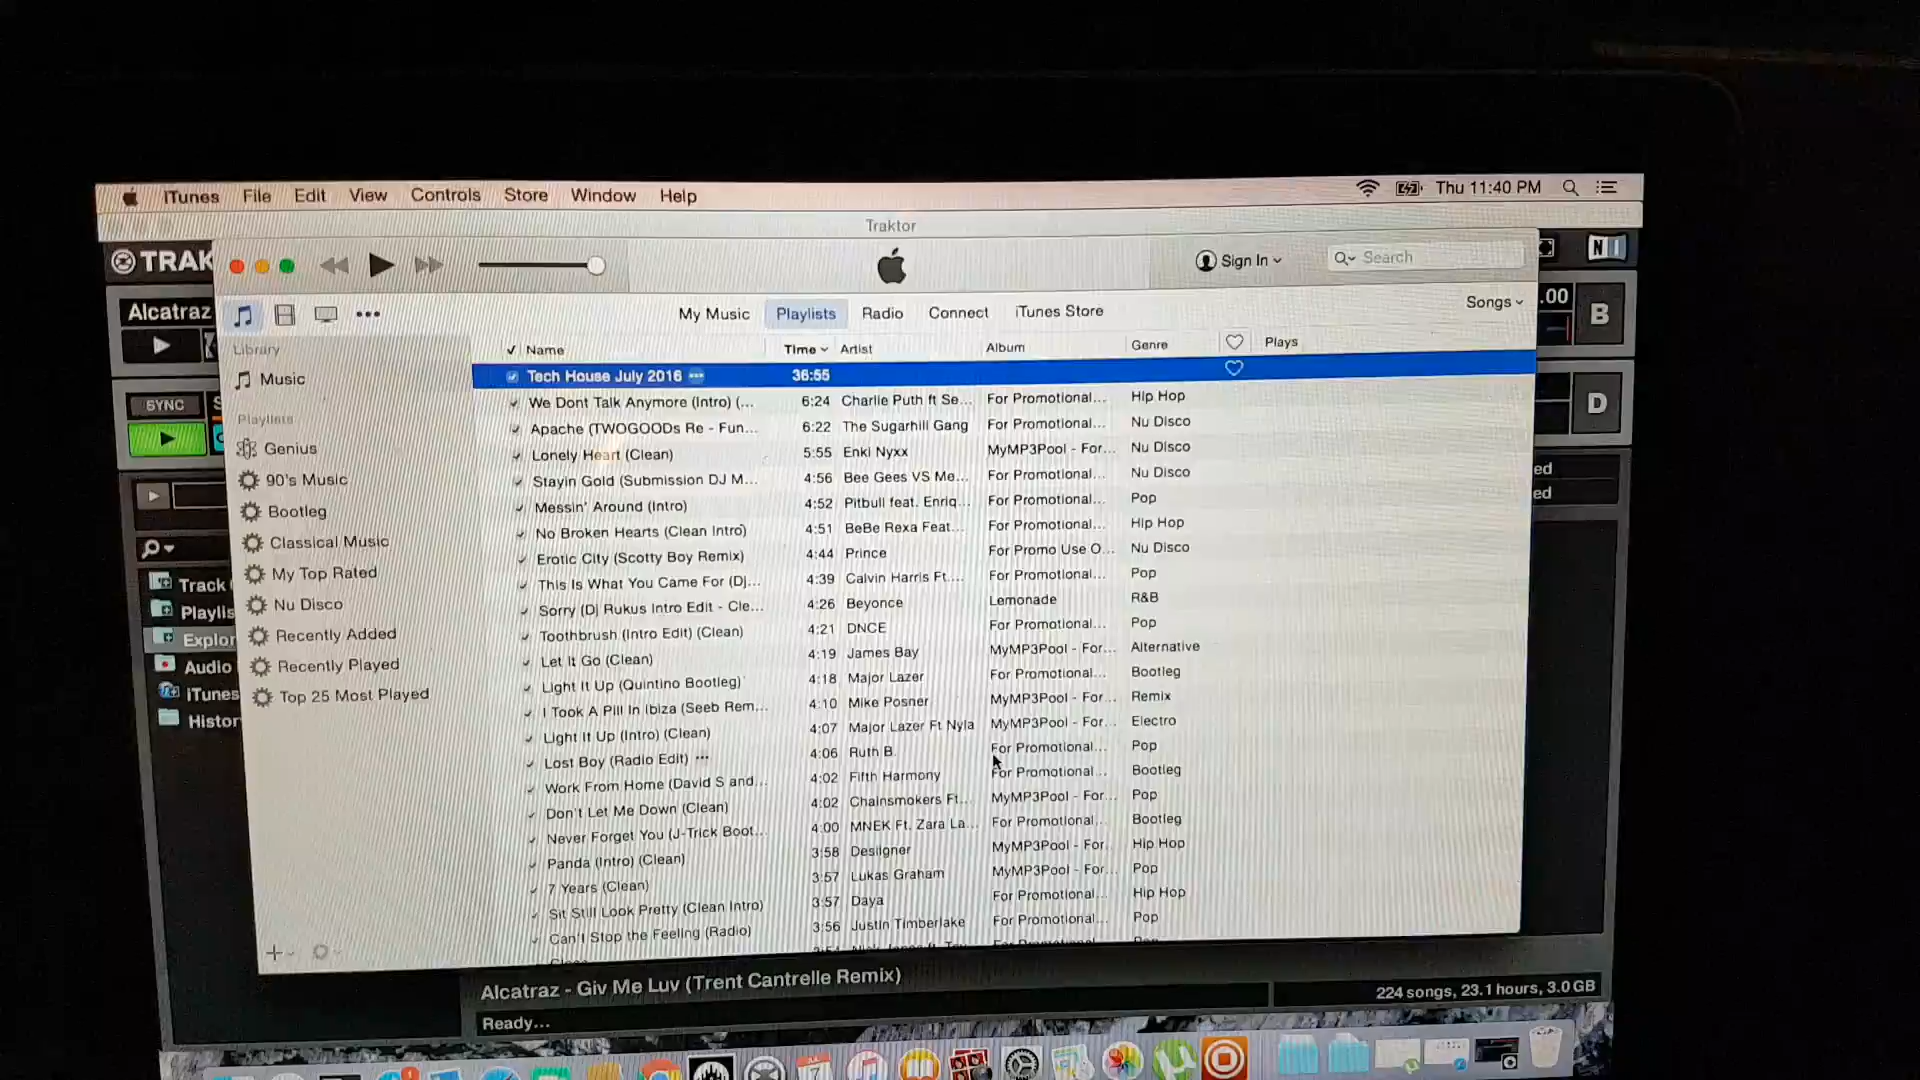 iTunes File Edit View Controls Store Window Help Thu 11:40 PM
Traktor
TRAK
Sign In Search
NI
Alcatraz
My Music Playlists Radio Connect iTunes Store Songs
.00 B
Library
Music
SYNC S
D
Playlists
Genius
90's Music
Bootleg
Classical Music
My Top Rated
Nu Disco
Recently Added
Recently Played
Top 25 Most Played
ed
ed
Track
Playlis
Explor
Audio
iTunes
Histor
Name Time Artist Album Genre Plays
Tech House July 2016 ••• 36:55
We Dont Talk Anymore (Intro) (... 6:24 Charlie Puth ft Se... For Promotional... Hip Hop
Apache (TWOGOODs Re - Fun... 6:22 The Sugarhill Gang For Promotional... Nu Disco
Lonely Heart (Clean) 5:55 Enki Nyxx MyMP3Pool - For... Nu Disco
Stayin Gold (Submission DJ M... 4:56 Bee Gees VS Me... For Promotional... Nu Disco
Messin' Around (Intro) 4:52 Pitbull feat. Enriq... For Promotional... Pop
No Broken Hearts (Clean Intro) 4:51 BeBe Rexa Feat... For Promotional... Hip Hop
Erotic City (Scotty Boy Remix) 4:44 Prince For Promo Use O... Nu Disco
This Is What You Came For (Dj... 4:39 Calvin Harris Ft.... For Promotional... Pop
Sorry (Dj Rukus Intro Edit - Cle... 4:26 Beyonce Lemonade R&B
Toothbrush (Intro Edit) (Clean) 4:21 DNCE For Promotional... Pop
Let It Go (Clean) 4:19 James Bay MyMP3Pool - For... Alternative
Light It Up (Quintino Bootleg) 4:18 Major Lazer For Promotional... Bootleg
I Took A Pill In Ibiza (Seeb Rem... 4:10 Mike Posner MyMP3Pool - For... Remix
Light It Up (Intro) (Clean) 4:07 Major Lazer Ft Nyla MyMP3Pool - For... Electro
Lost Boy (Radio Edit) ••• 4:06 Ruth B. For Promotional... Pop
Work From Home (David S and... 4:02 Fifth Harmony For Promotional... Bootleg
Don't Let Me Down (Clean) 4:02 Chainsmokers Ft... MyMP3Pool - For... Pop
Never Forget You (J-Trick Boot... 4:00 MNEK Ft. Zara La... For Promotional... Bootleg
Panda (Intro) (Clean) 3:58 Desiigner MyMP3Pool - For... Hip Hop
7 Years (Clean) 3:57 Lukas Graham MyMP3Pool - For... Pop
Sit Still Look Pretty (Clean Intro) 3:57 Daya For Promotional... Hip Hop
Can't Stop the Feeling (Radio) 3:56 Justin Timberlake For Promotional... Pop
Alcatraz - Giv Me Luv (Trent Cantrelle Remix)
224 songs, 23.1 hours, 3.0 GB
Ready...